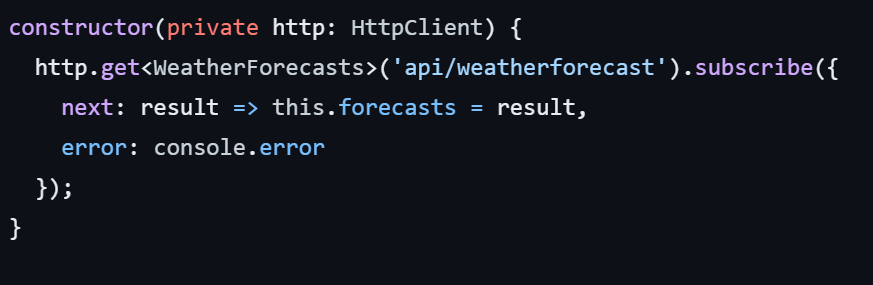 constructor(private http: HttpClient) {
  http.get<WeatherForecasts>('api/weatherforecast').subscribe({
    next: result => this.forecasts = result,
    error: console.error
  });
}